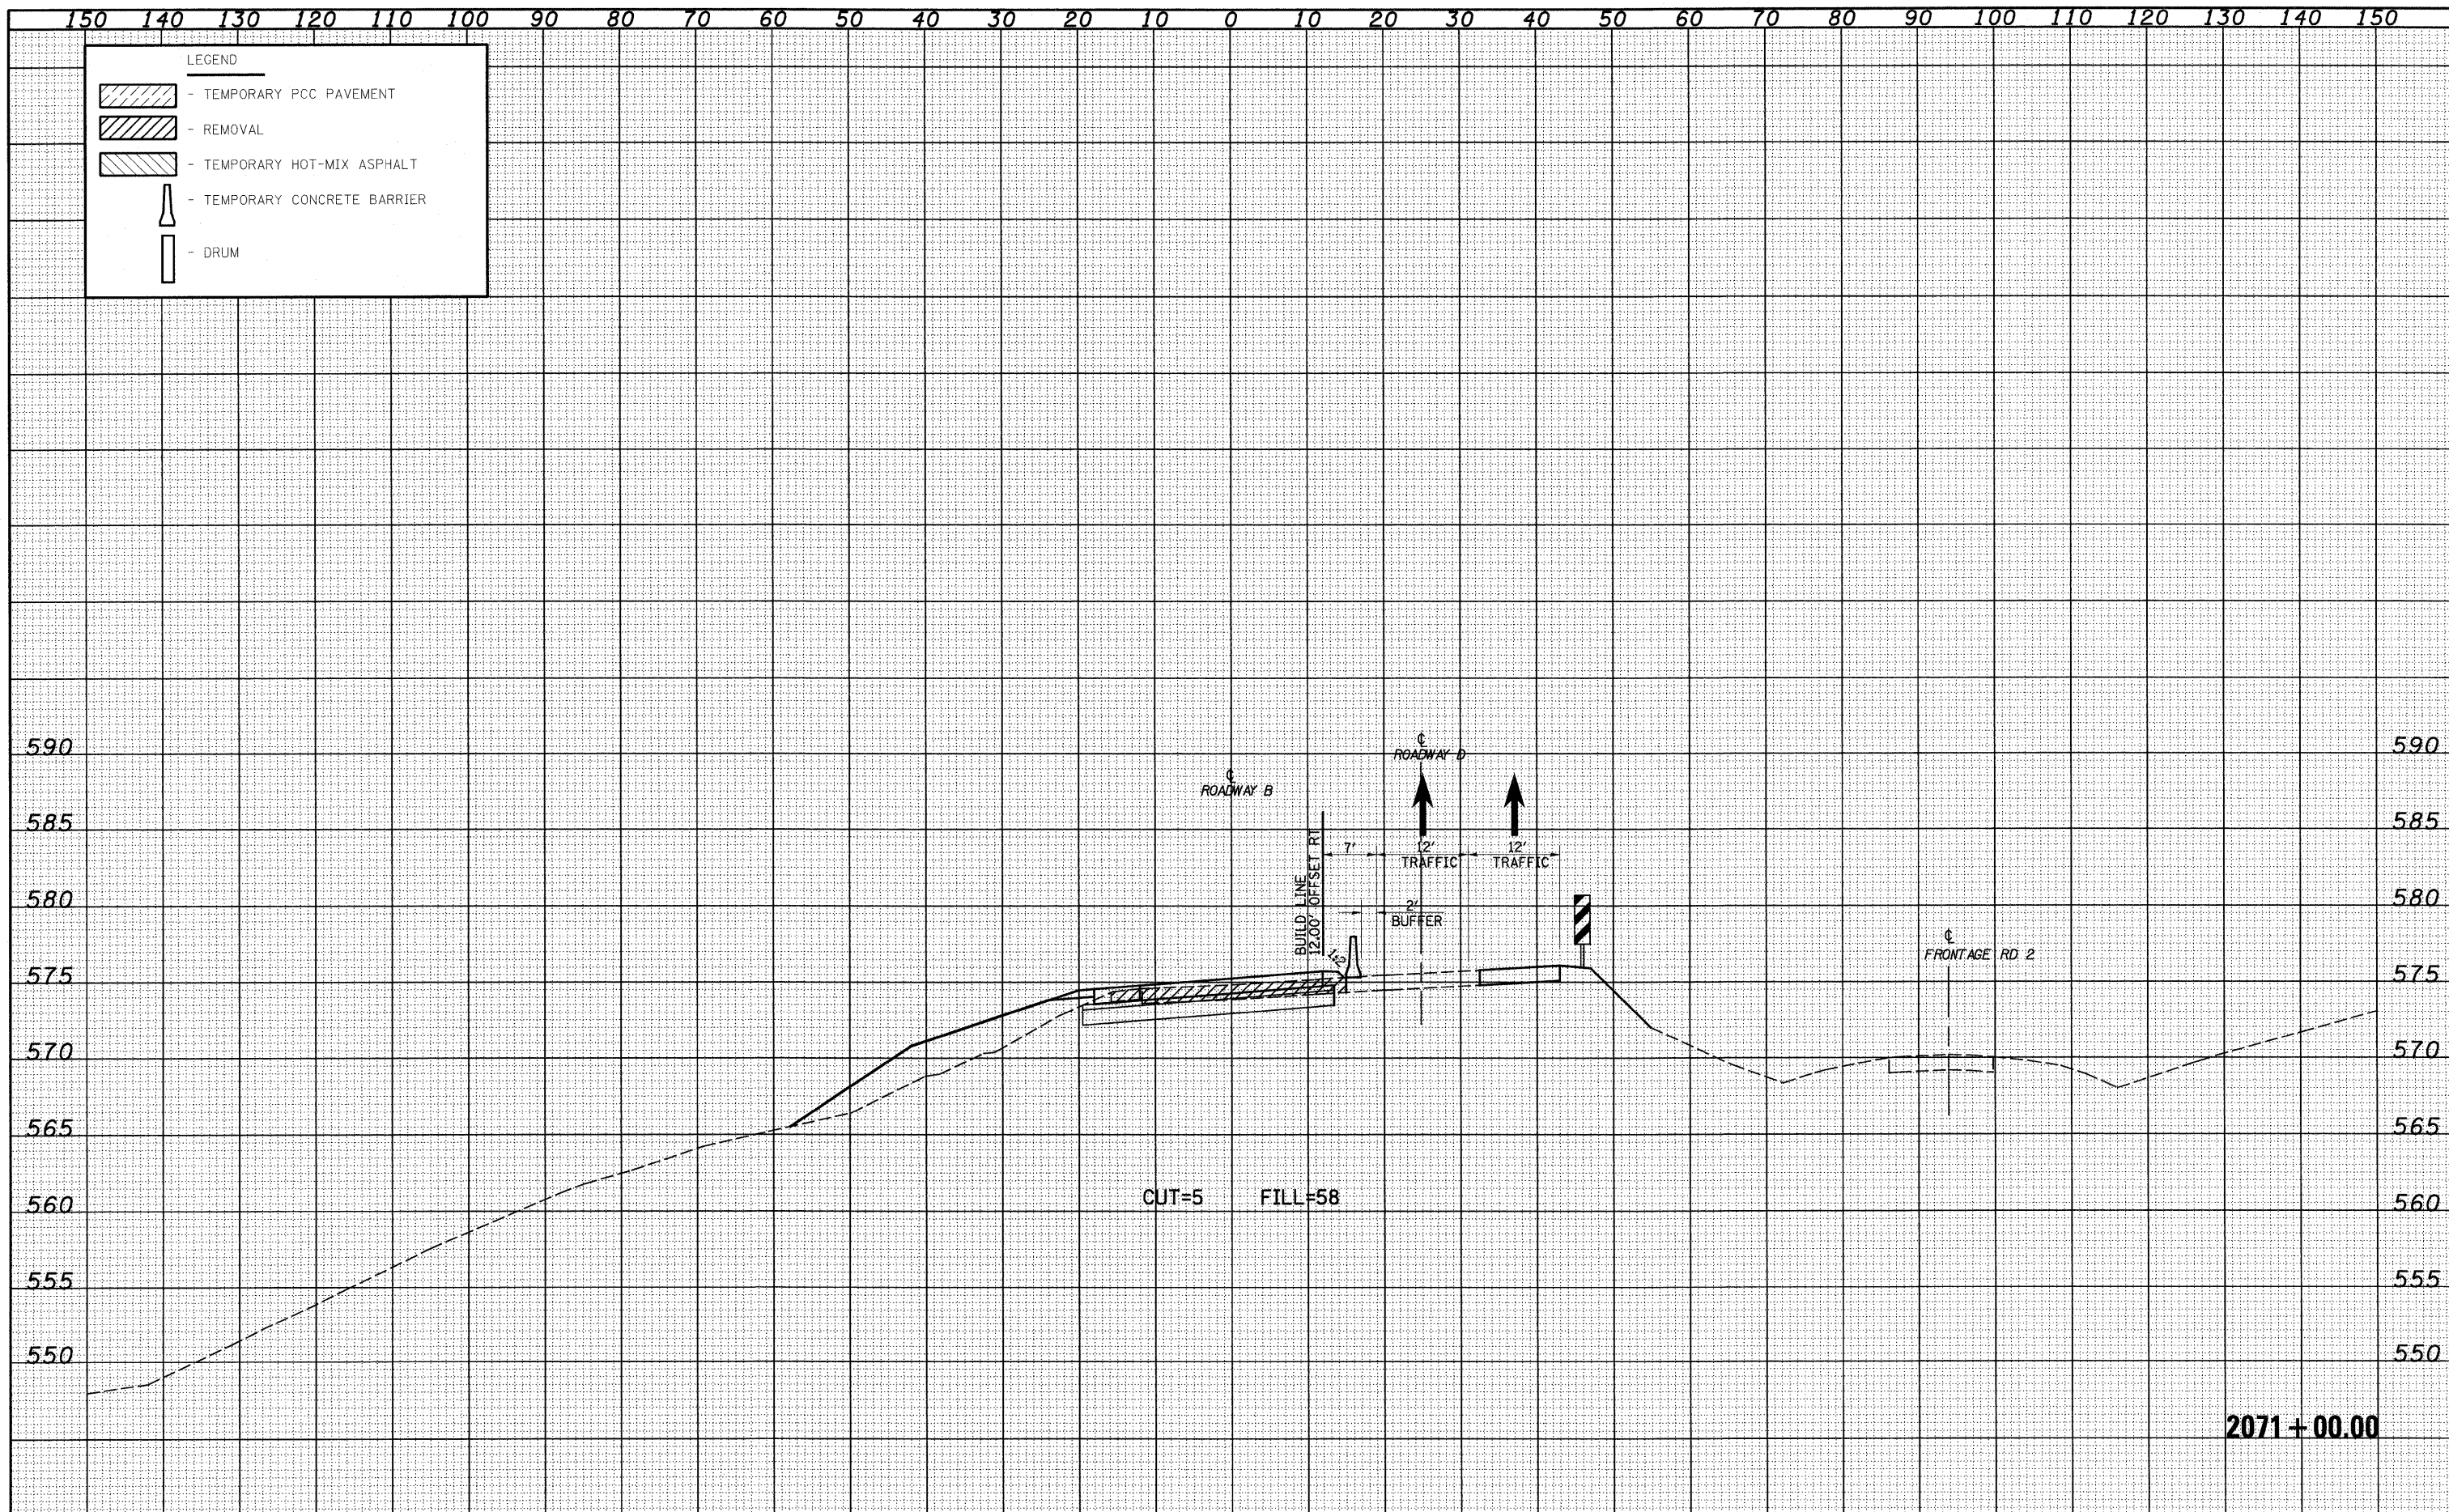 150 140 130 120 110 100 90 80 70 60 50 40 30 20 10 0 10 20 30 40 50 60 70 80 90 100 110 120 130 140 150
LEGEND
- TEMPORARY PCC PAVEMENT
- REMOVAL
- TEMPORARY HOT-MIX ASPHALT
- TEMPORARY CONCRETE BARRIER
- DRUM
℄
ROADWAY D
590 590
℄
ROADWAY B
585 585
BUILD LINE
12.00' OFFSET RT
7' 12' 12'
TRAFFIC TRAFFIC
580 580
2'
BUFFER
1:2
℄
FRONTAGE RD 2
575 575
570 570
565 565
CUT=5 FILL=58
560 560
555 555
550 550
2071+00.00